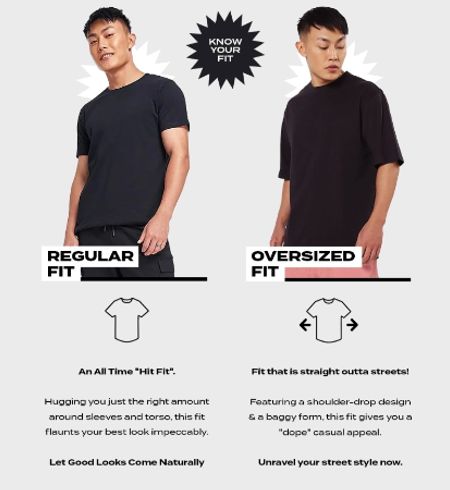 KNOW
YOUR
FIT
REGULAR
FIT
An All Time "Hit Fit".
Hugging you just the right amount
around sleeves and torso, this fit
flaunts your best look impeccably.
Let Good Looks Come Naturally
OVERSIZED
FIT
Fit that is straight outta streets!
Featuring a shoulder-drop design
& a baggy form, this fit gives you a
"dope" casual appeal.
Unravel your street style now.